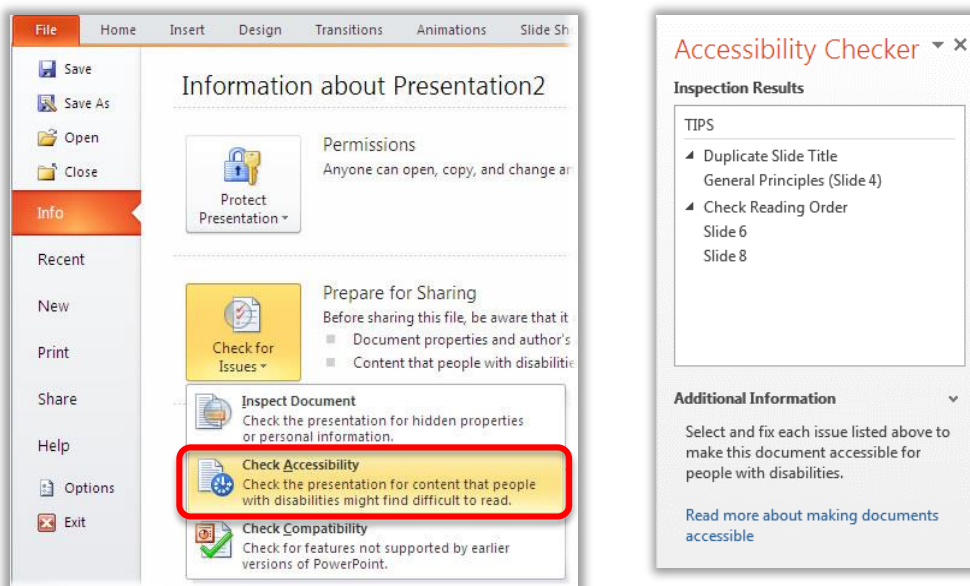 File Home Insert Design Transitions Animations Slide Sh
Save
Save As
Open
Close
Info
Recent
New
Print
Share
Help
Options
Exit
Information about Presentation2
Protect
Presentation
Permissions
Anyone can open, copy, and change an
Check for
Issues
Prepare for Sharing
Before sharing this file, be aware that it
Document properties and author's
Content that people with disabilitie
Inspect Document
Check the presentation for hidden properties
or personal information.
Check Accessibility
Check the presentation for content that people
with disabilities might find difficult to read.
Check Compatibility
Check for features not supported by earlier
versions of PowerPoint.
Accessibility Checker
Inspection Results
TIPS
Duplicate Slide Title
General Principles (Slide 4)
Check Reading Order
Slide 6
Slide 8
Additional Information
Select and fix each issue listed above to
make this document accessible for
people with disabilities.
Read more about making documents
accessible